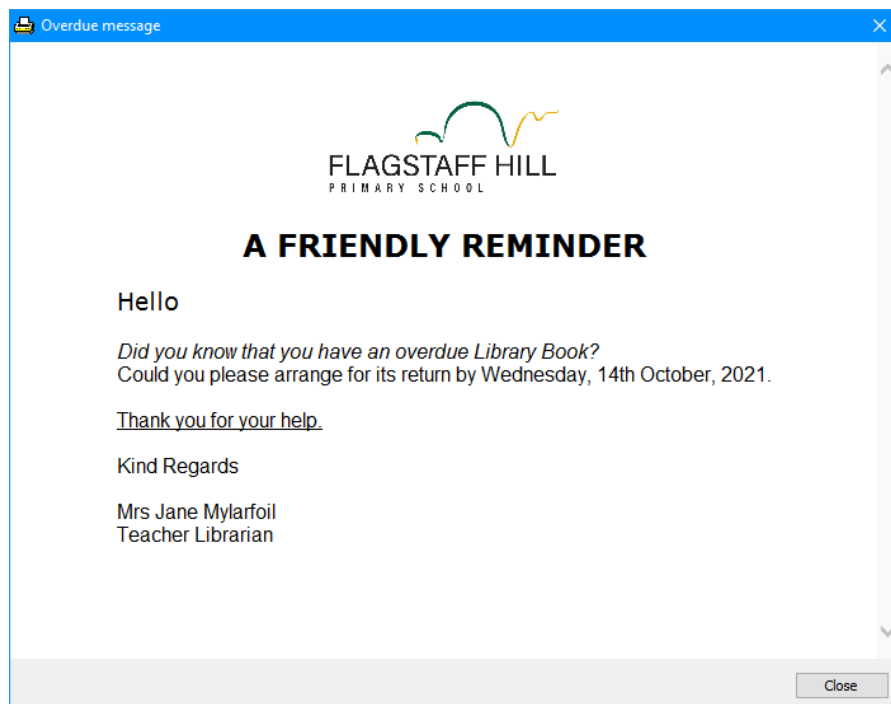 Overdue message
FLAGSTAFF HILL
PRIMARY SCHOOL
A FRIENDLY REMINDER
Hello
Did you know that you have an overdue Library Book?
Could you please arrange for its return by Wednesday, 14th October, 2021.
Thank you for your help.
Kind Regards
Mrs Jane Mylarfoil
Teacher Librarian
Close